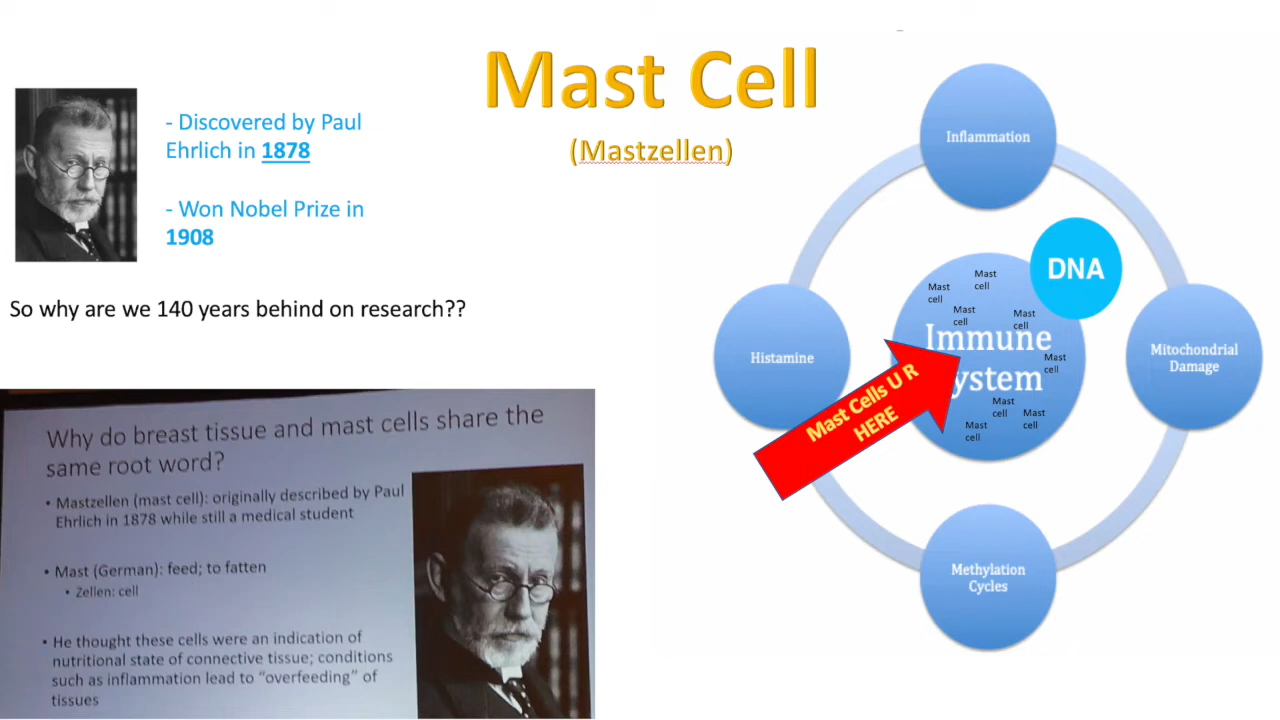 Mast Cell
(Mastzellen)
- Discovered by Paul
Ehrlich in 1878
- Won Nobel Prize in
1908
So why are we 140 years behind on research??
Why do breast tissue and mast cells share the
same root word?
• Mastzellen (mast cell): originally described by Paul
Ehrlich in 1878 while still a medical student
• Mast (German): feed; to fatten
• Zellen: cell
• He thought these cells were an indication of
nutritional state of connective tissue; conditions
such as inflammation lead to “overfeeding” of
tissues
Inflammation
DNA
Mast
cell
Mast
cell
Mast
cell
Mast
cell
Immune
ystem
Mast
cell
Mast
cell
Mast
cell
Mast
cell
Histamine
Mitochondrial
Damage
Mast Cells U R
HERE
Methylation
Cycles